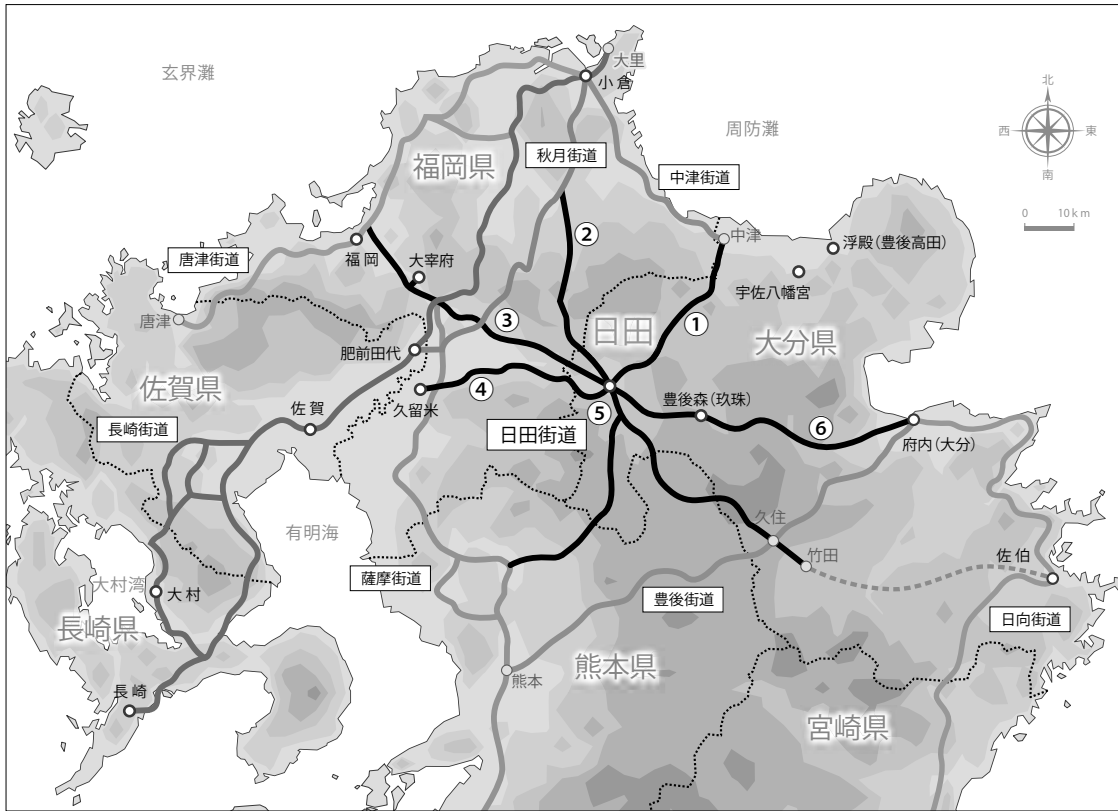 大里
玄界灘
小倉
北
西
東
南
周防灘
秋月街道
福岡県
中津街道
0 10km
②
中津
浮殿(豊後高田)
福岡
大宰府
唐津街道
宇佐八幡宮
唐津
③
日田
①
大分県
肥前田代
佐賀県
④
久留米
⑤
豊後森(玖珠)
⑥
佐賀
長崎街道
日田街道
府内(大分)
有明海
久住
竹田
佐伯
大村湾
大村
薩摩街道
豊後街道
日向街道
長崎県
熊本
熊本県
長崎
宮崎県